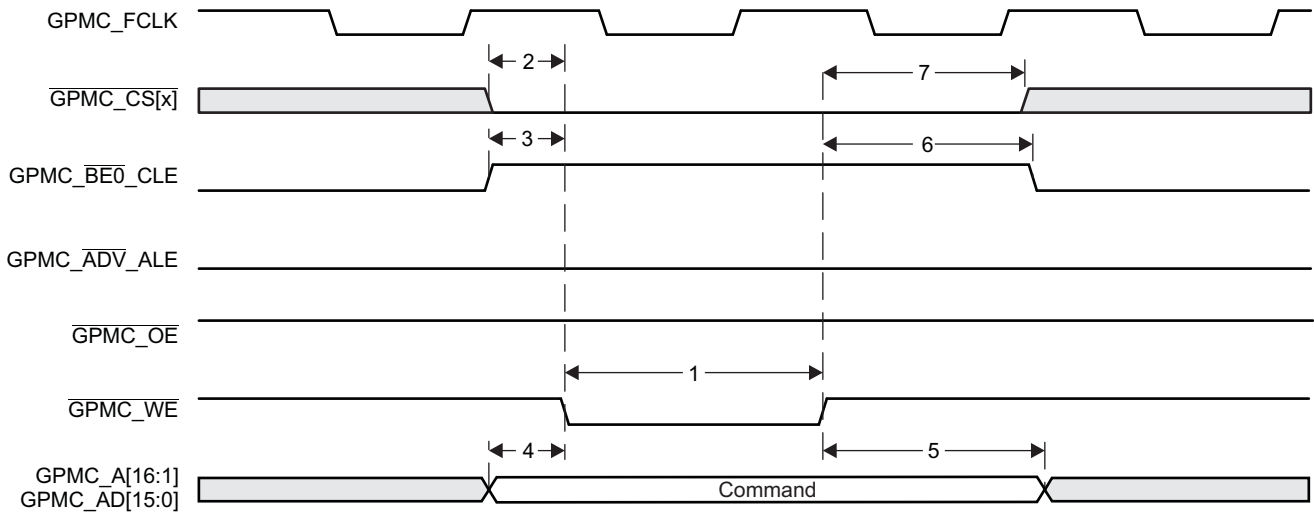 GPMC_FCLK
2
7
GPMC_CS[x]
3
6
GPMC_BE0_CLE
GPMC_ADV_ALE
GPMC_OE
1
GPMC_WE
4
5
GPMC_A[16:1]
GPMC_AD[15:0]
Command